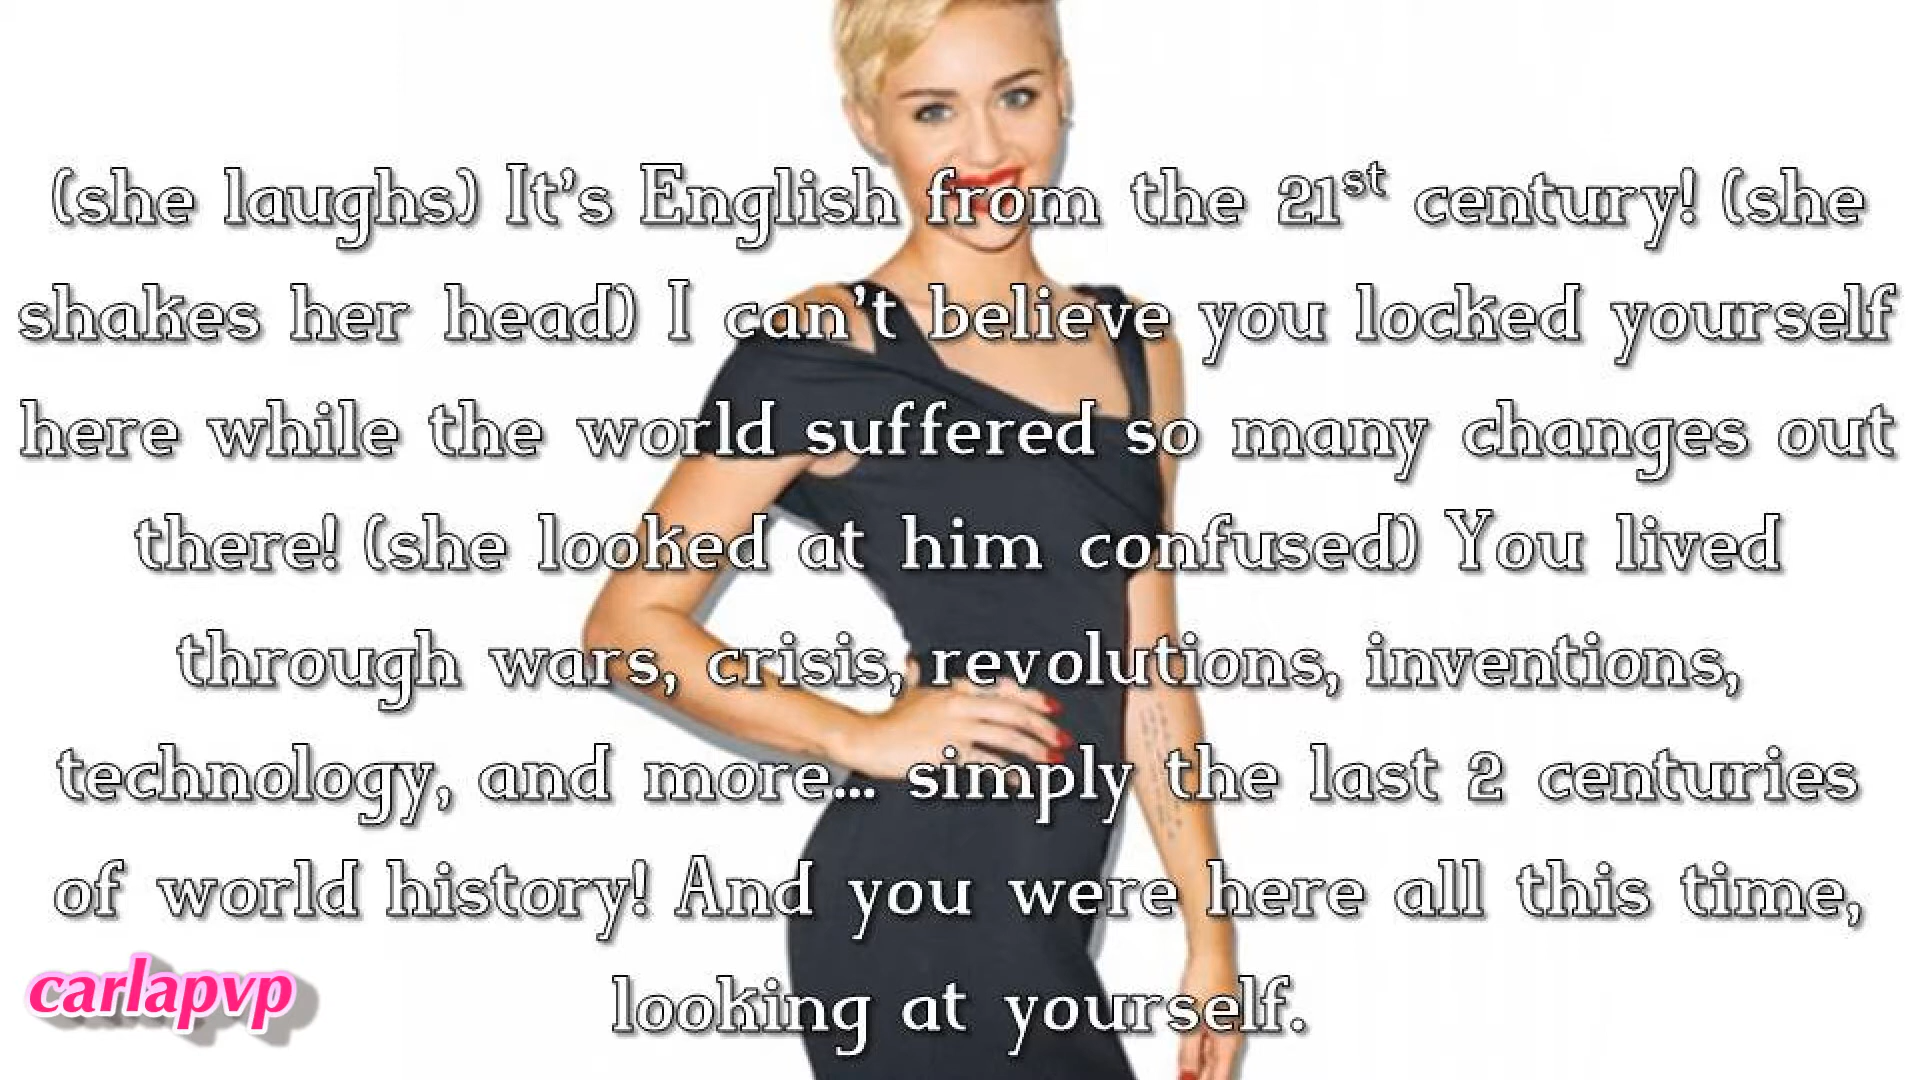 (she laughs) It's English from the 21st century! (she
shakes her head) I can't believe you locked yourself
here while the world suffered so many changes out
there! (she looked at him confused) You lived
through wars, crisis, revolutions, inventions,
technology, and more... simply the last 2 centuries
of world history! And you were here all this time,
looking at yourself.
carlapvp